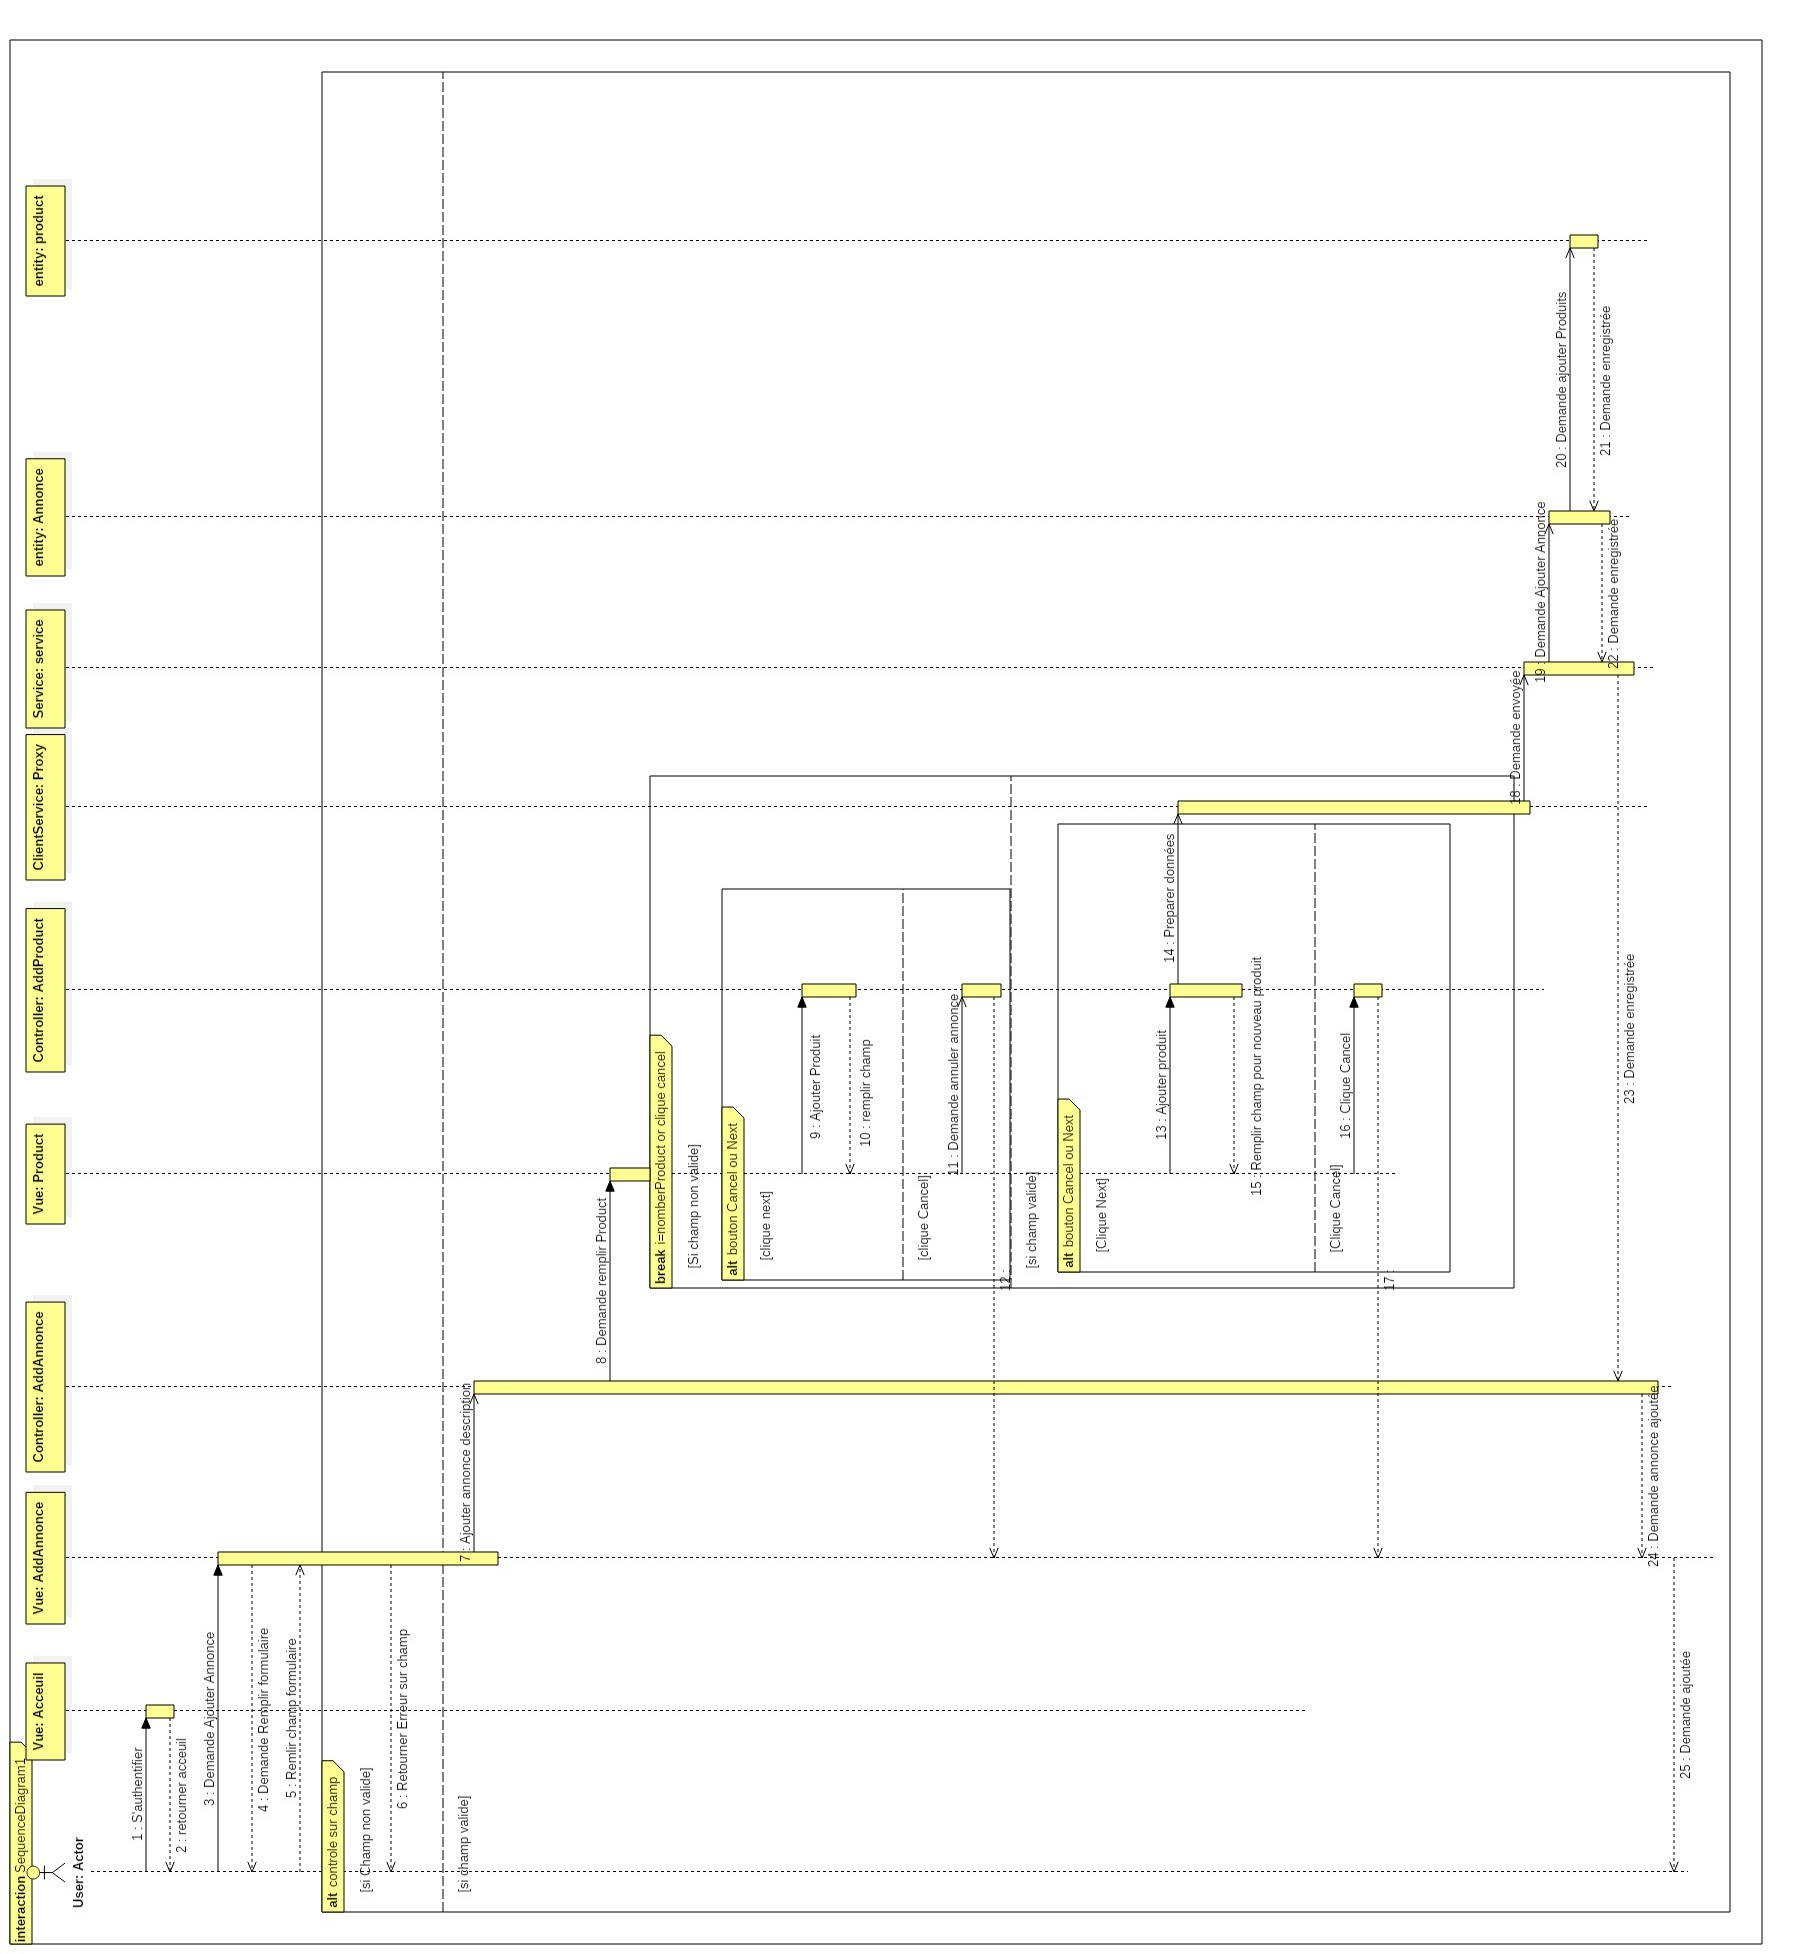 interaction SequenceDiagram1
User: Actor
Vue: Acceuil
Vue: AddAnnonce
Controller: AddAnnonce
Vue: Product
Controller: AddProduct
ClientService: Proxy
Service: service
entity: Annonce
entity: product
1 : S'authentifier
2 : retourner acceuil
3 : Demande Ajouter Annonce
4 : Demande Remplir formulaire
5 : Remlir champ fomulaire
alt controle sur champ
[si Champ non valide]
6 : Retourner Erreur sur champ
[si champ valide]
7 : Ajouter annonce description
8 : Demande remplir Product
break i=nomberProduct or clique cancel
[Si champ non valide]
alt bouton Cancel ou Next
[clique next]
9 : Ajouter Produit
10 : remplir champ
[clique Cancel]
11 : Demande annuler annonce
12 :
[si champ valide]
alt bouton Cancel ou Next
[Clique Next]
13 : Ajouter produit
14 : Preparer données
15 : Remplir champ pour nouveau produit
[Clique Cancel]
16 : Clique Cancel
17 :
18 : Demande envoyée
19 : Demande Ajouter Annonce
20 : Demande ajouter Produits
21 : Demande enregistrée
22 : Demande enregistrée
23 : Demande enregistrée
24 : Demande annonce ajoutée
25 : Demande ajoutée